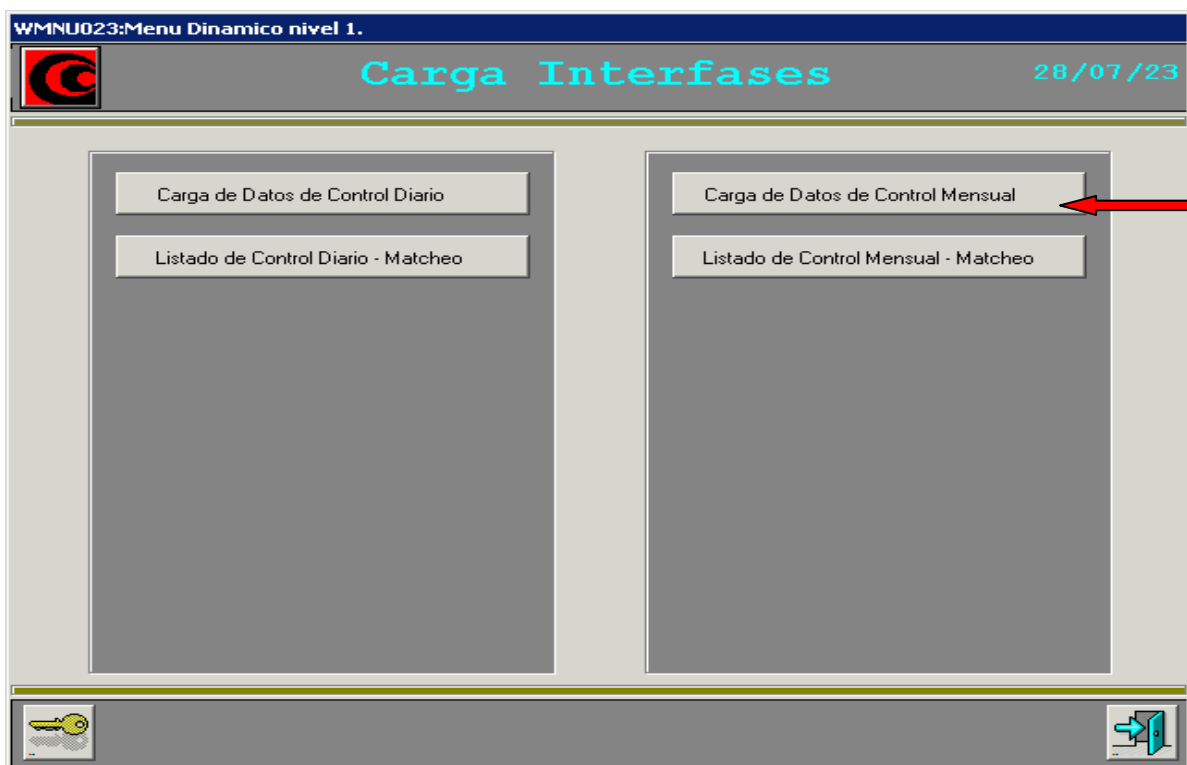 WMNU023:Menu Dinamico nivel 1.
Carga Interfases
28/07/23
Carga de Datos de Control Diario
Listado de Control Diario - Matcheo
Carga de Datos de Control Mensual
Listado de Control Mensual - Matcheo